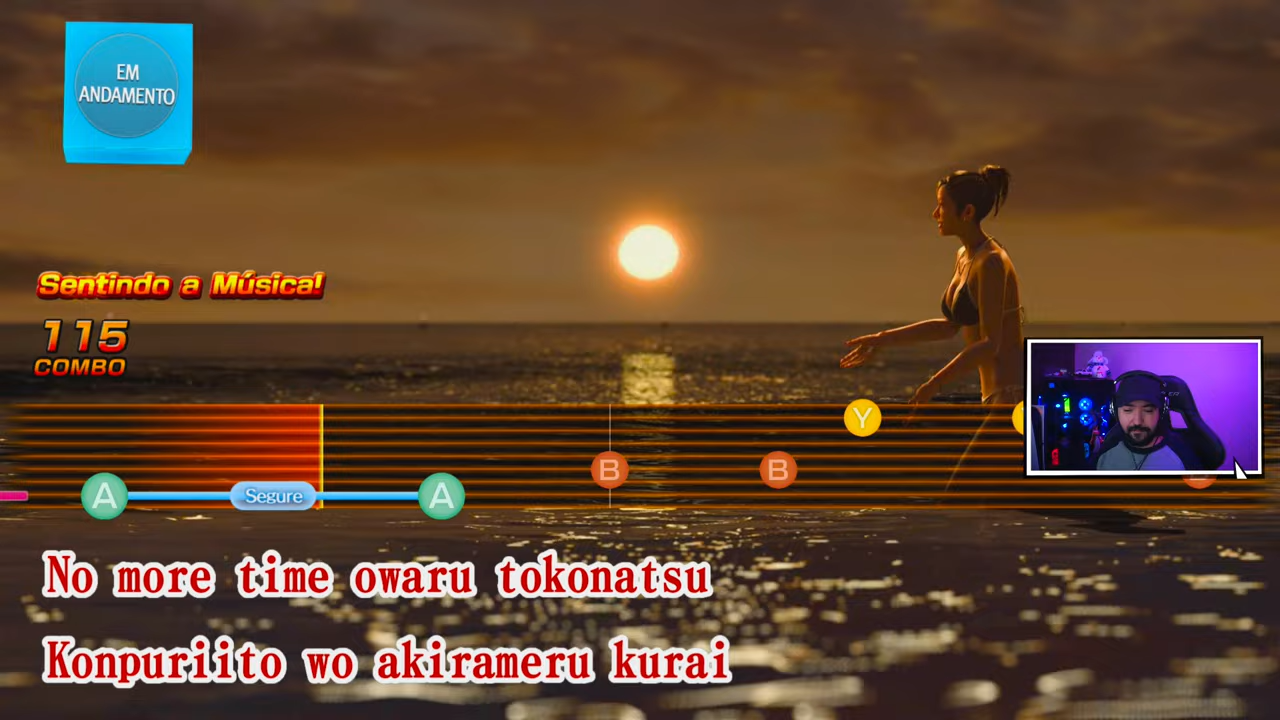 EM
ANDAMENTO
Sentindo a Música!
115
COMBO
Y
B
B
A
Segure
A
No more time owaru tokonatsu
Konpuriito wo akirameru kurai